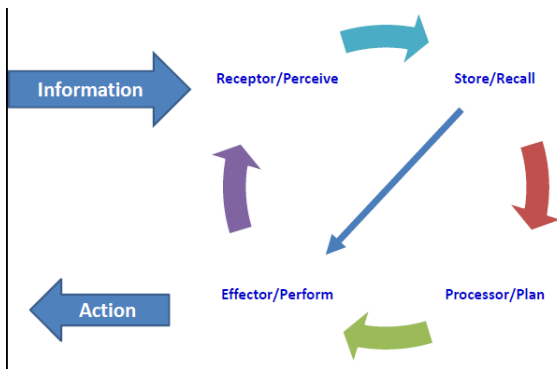 Information
Receptor/Perceive
Store/Recall
Action
Effector/Perform
Processor/Plan